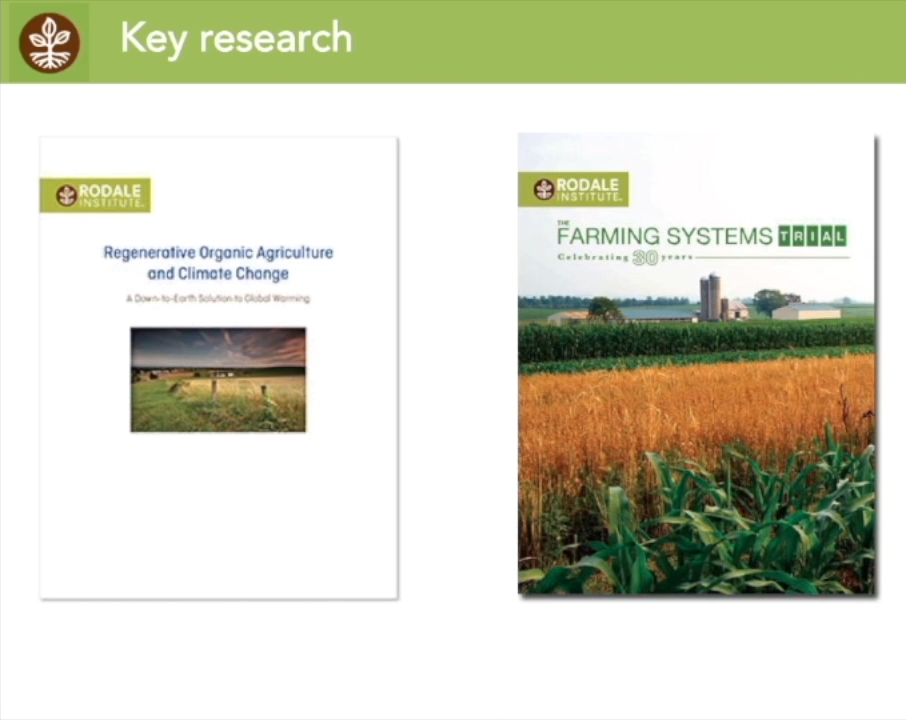 Key research
RODALE
INSTITUTE.
Regenerative Organic Agriculture
and Climate Change
A Down-to-Earth Solution to Global Warming
RODALE
INSTITUTE.
THE
FARMING SYSTEMS TRIAL
Celebrating 30 years